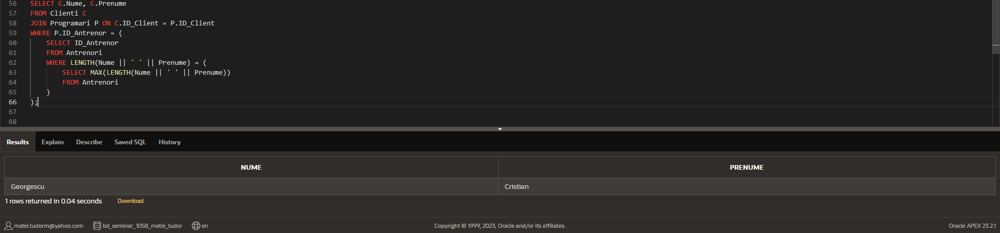 56 SELECT C.Nume, C.Prenume
57 FROM Clienti C
58 JOIN Programari P ON C.ID_Client = P.ID_Client
59 WHERE P.ID_Antrenor = (
60 SELECT ID_Antrenor
61 FROM Antrenori
62 WHERE LENGTH(Nume || ' ' || Prenume) = (
63 SELECT MAX(LENGTH(Nume || ' ' || Prenume))
64 FROM Antrenori
65 )
66 );
67
68
Results Explain Describe Saved SQL History
NUME PRENUME
Georgescu Cristian
1 rows returned in 0.04 seconds Download
matei.tudorm@yahoo.com bd_seminar_1058_matei_tudor en Copyright © 1999, 2023, Oracle and/or its affiliates. Oracle APEX 23.2.1